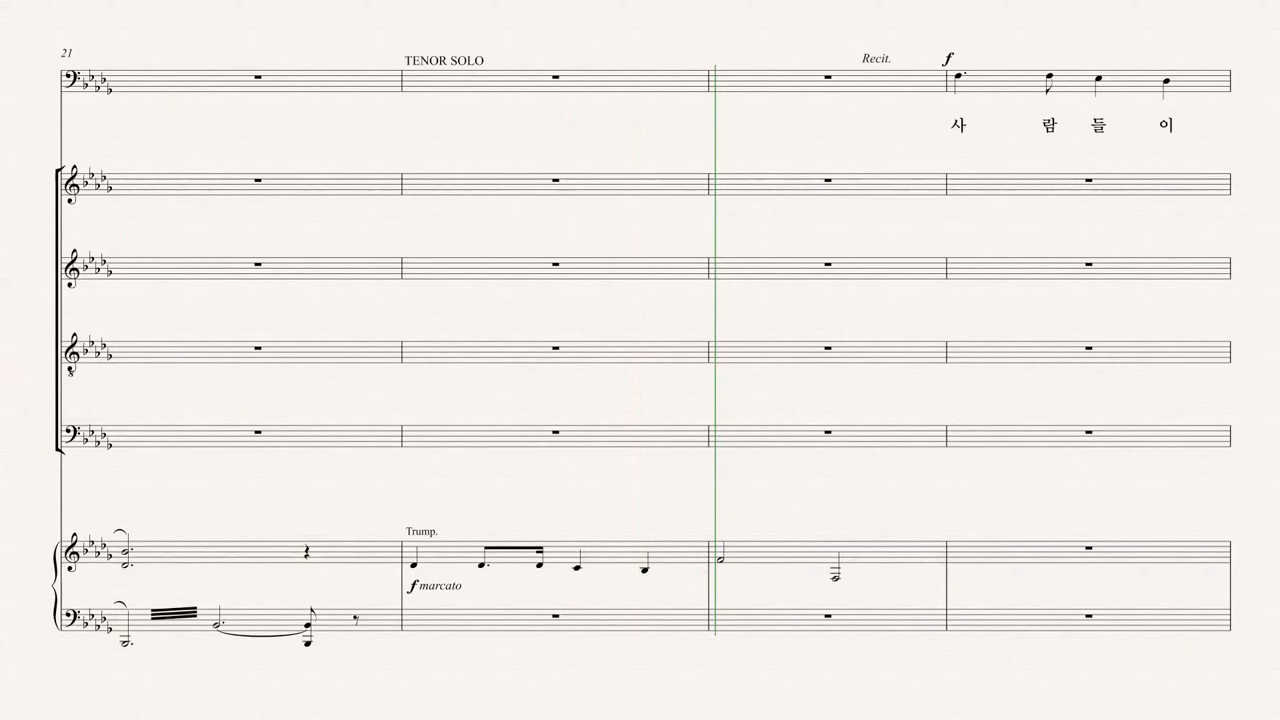 21
TENOR SOLO
Recit.
f
사 람 들 이
Trump.
f marcato